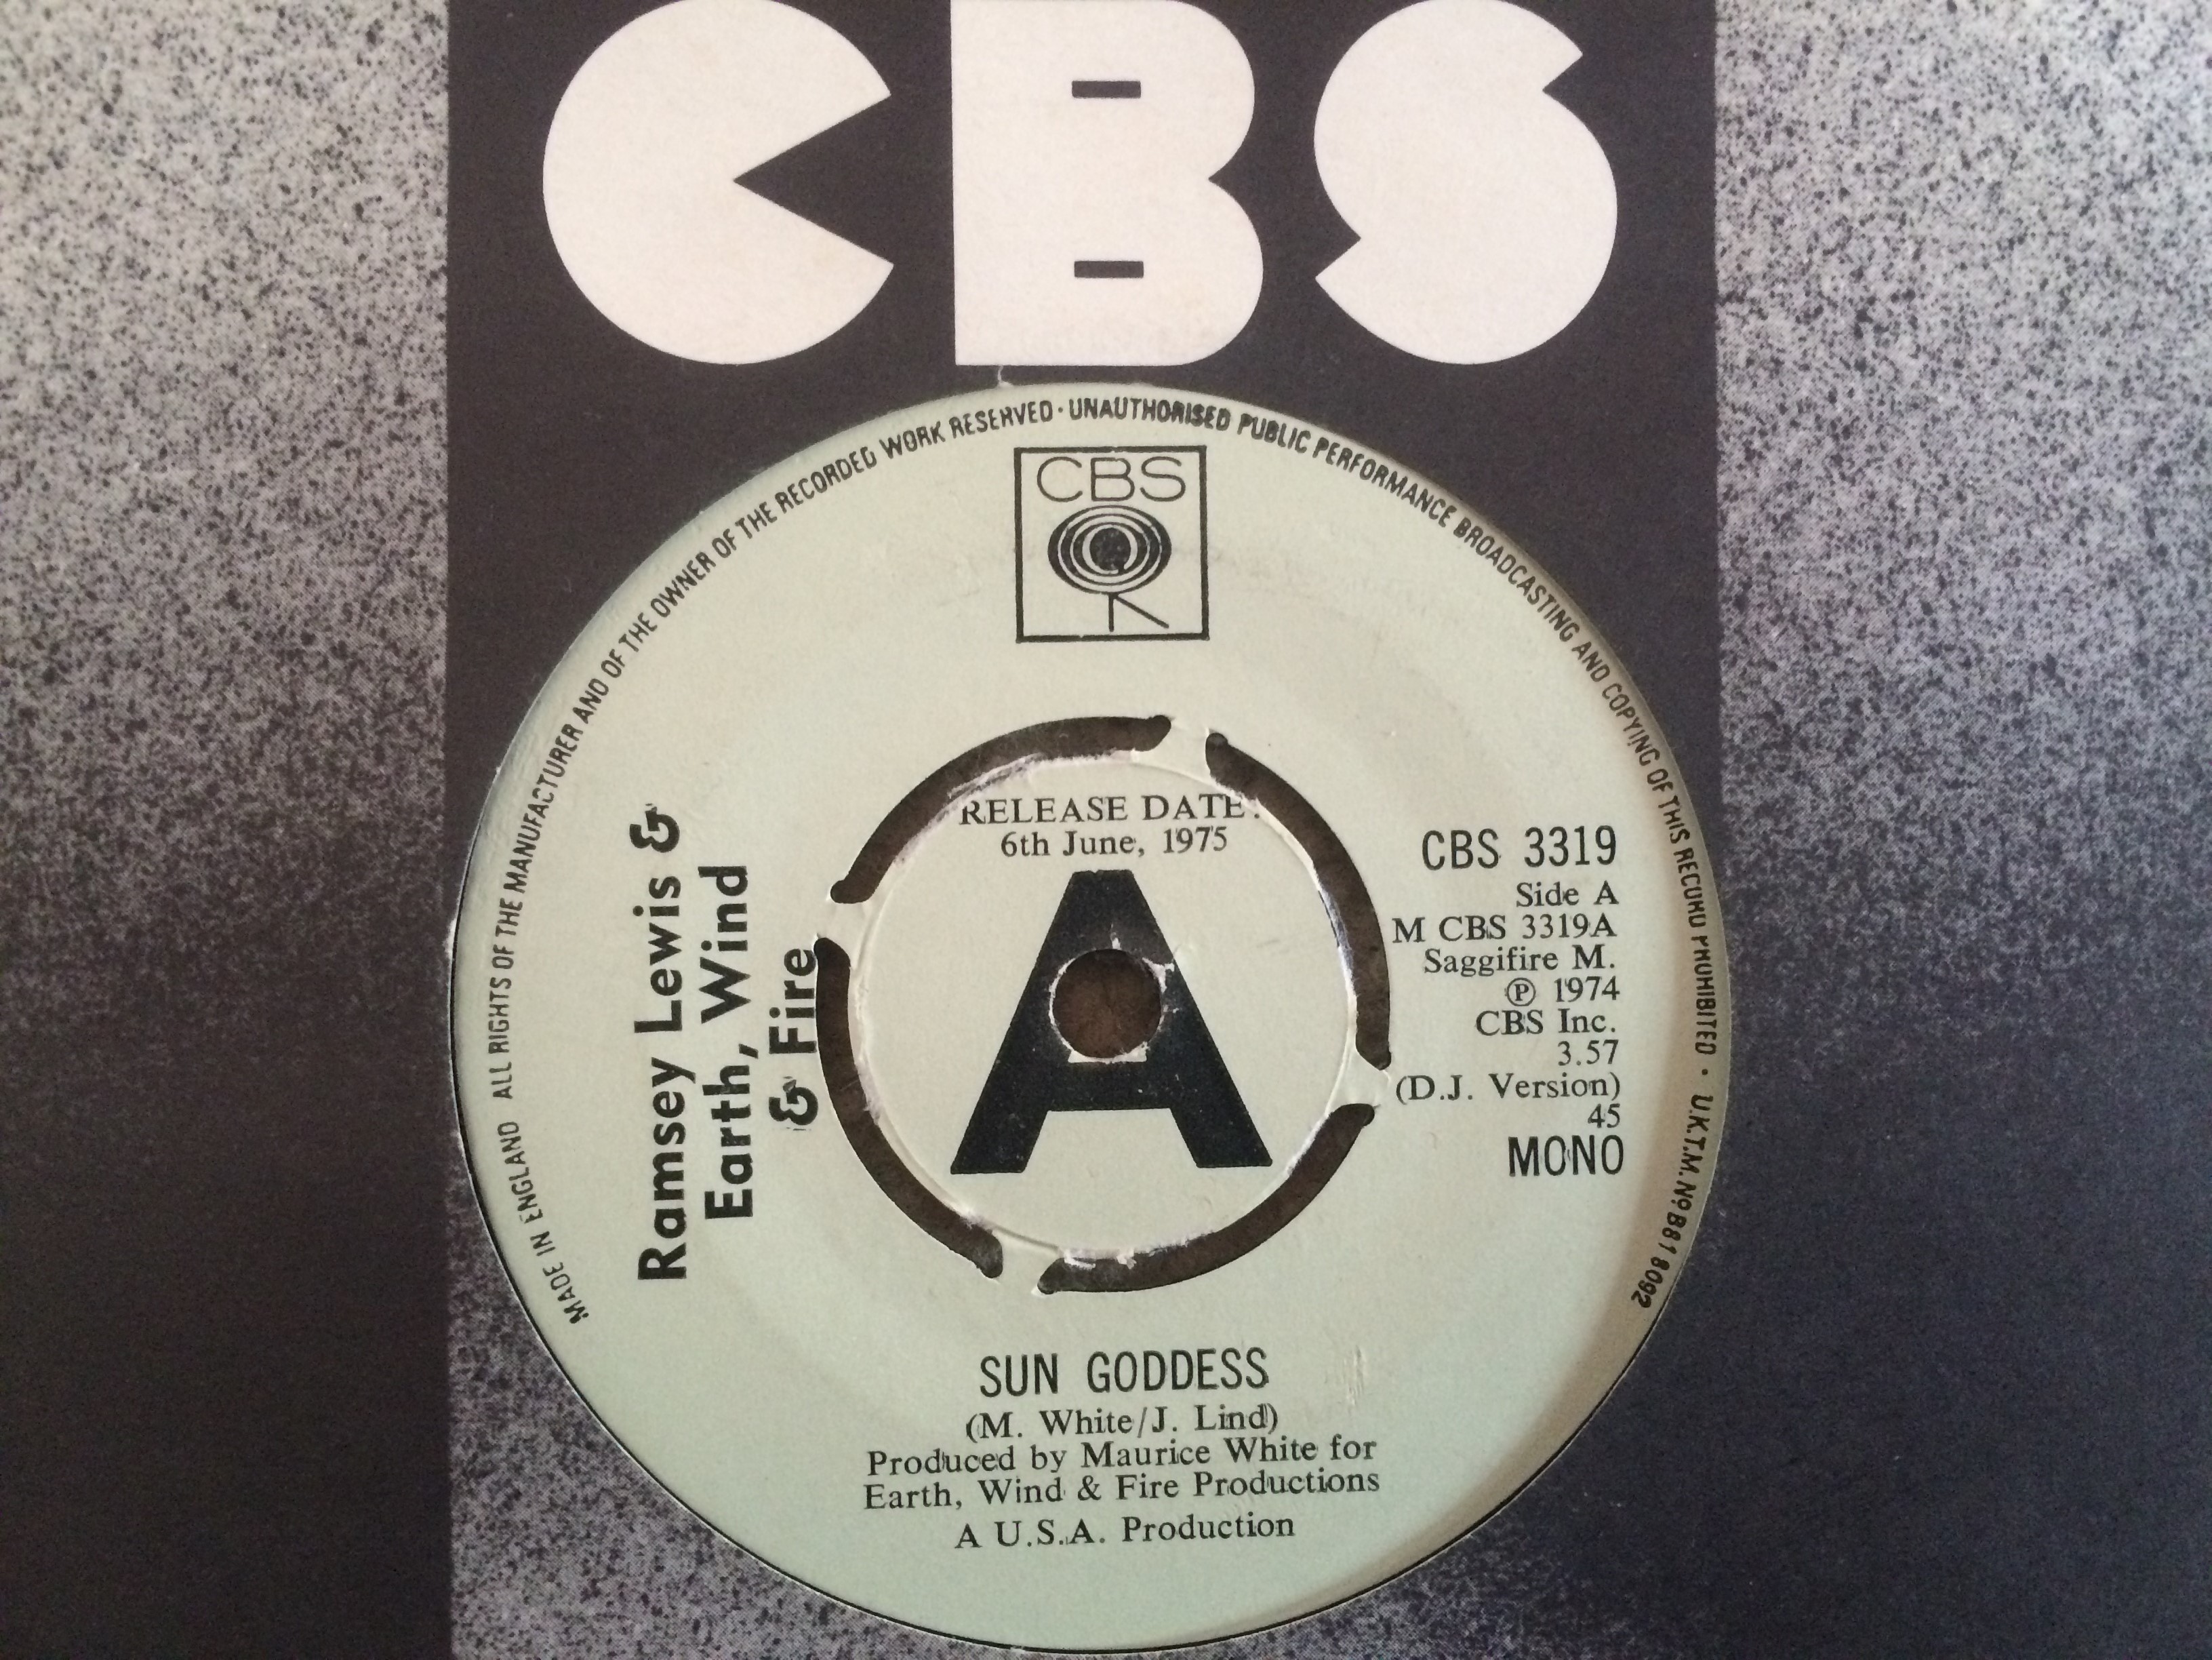 CBS
MADE IN ENGLAND ALL RIGHTS OF THE MANUFACTURER AND OF THE OWNER OF THE RECORDED WORK RESERVED · UNAUTHORISED PUBLIC PERFORMANCE BROADCASTING AND COPYING OF THIS RECORD PROHIBITED · U.K.T.M. Nº B818092
CBS
RELEASE DATE:
6th June, 1975
A
Ramsey Lewis &
Earth, Wind
& Fire
CBS 3319
Side A
M CBS 3319A
Saggifire M.
℗ 1974
CBS Inc.
3.57
(D.J. Version)
45
MONO
SUN GODDESS
(M. White/J. Lind)
Produced by Maurice White for
Earth, Wind & Fire Productions
A U.S.A. Production